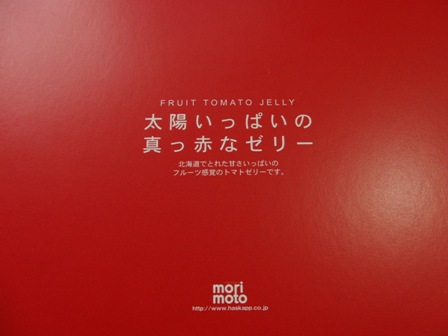 FRUIT TOMATO JELLY
太陽いっぱいの
真っ赤なゼリー
北海道でとれた甘さいっぱいの
フルーツ感覚のトマトゼリーです。
mori
moto
http://www.haskapp.co.jp